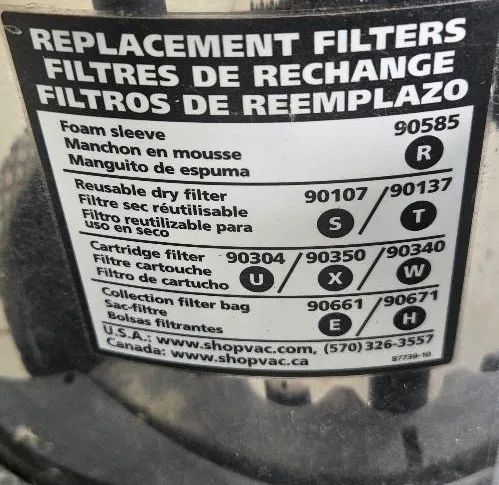 REPLACEMENT FILTERS
FILTRES DE RECHANGE
FILTROS DE REEMPLAZO
Foam sleeve 90585
Manchon en mousse R
Manguito de espuma
Reusable dry filter 90107 / 90137
Filtre sec réutilisable S T
Filtro reutilizable para
uso en seco
Cartridge filter 90304 / 90350 / 90340
Filtre cartouche U X W
Filtro de cartucho
Collection filter bag 90661 / 90671
Sac-filtre E H
Bolsas filtrantes
U.S.A.: www.shopvac.com, (570) 326-3557
Canada: www.shopvac.ca 87739-10